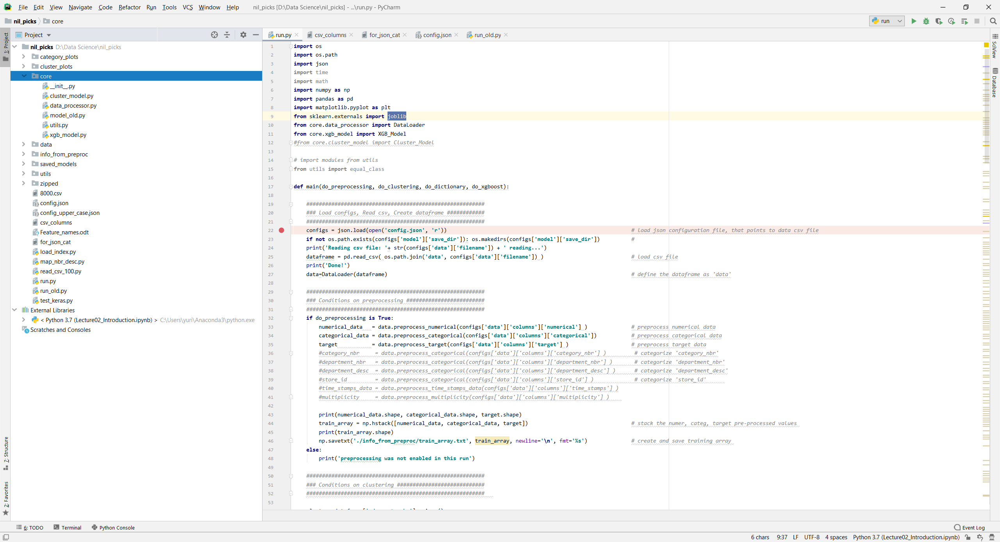 File Edit View Navigate Code Refactor Run Tools VCS Window Help nil_picks [D:\Data Science\nil_picks] - ...\run.py - PyCharm
nil_picks core
run
1: Project
Project
run.py
csv_columns
for_json_cat
config.json
run_old.py
SciView
Database
nil_picks D:\Data Science\nil_picks
category_plots
cluster_plots
core
__init__.py
cluster_model.py
data_processor.py
model_old.py
utils.py
xgb_model.py
data
info_from_preproc
saved_models
utils
zipped
8000.csv
config.json
config_upper_case.json
csv_columns
Feature_names.odt
for_json_cat
load_index.py
map_nbr_desc.py
read_csv_100.py
run.py
run_old.py
test_keras.py
External Libraries
< Python 3.7 (Lecture02_Introduction.ipynb) > C:\Users\yuri\Anaconda3\python.exe
Scratches and Consoles
7: Structure
2: Favorites
1 import os
2 import os.path
3 import json
4 import time
5 import math
6 import numpy as np
7 import pandas as pd
8 import matplotlib.pyplot as plt
9 from sklearn.externals import joblib
10 from core.data_processor import DataLoader
11 from core.xgb_model import XGB_Model
12 #from core.cluster_model import Cluster_Model
13
14 # import modules from utils
15 from utils import equal_class
16
17 def main(do_preprocessing, do_clustering, do_dictionary, do_xgboost):
18
19 #########################################################
20 ### Load configs, Read csv, Create dataframe ############
21 #########################################################
22 configs = json.load(open('config.json', 'r')) # load json configuration file, that points to data csv file
23 if not os.path.exists(configs['model']['save_dir']): os.makedirs(configs['model']['save_dir']) #
24 print('Reading csv file: '+ str(configs['data']['filename']) + ' reading...')
25 dataframe = pd.read_csv( os.path.join('data', configs['data']['filename']) ) # load csv file
26 print('Done!')
27 data=DataLoader(dataframe) # define the dataframe as 'data'
28
29 #########################################################
30 ### Conditions on preprocessing #########################
31 #########################################################
32 if do_preprocessing is True:
33 numerical_data = data.preprocess_numerical(configs['data']['columns']['numerical'] ) # preprocess numerical data
34 categorical_data = data.preprocess_categorical(configs['data']['columns']['categorical']) # preprocess categorical data
35 target = data.preprocess_target(configs['data']['columns']['target'] ) # preprocess target data
36 #category_nbr = data.preprocess_categorical(configs['data']['columns']['category_nbr'] ) # categorize 'category_nbr'
37 #department_nbr = data.preprocess_categorical(configs['data']['columns']['department_nbr'] ) # categorize 'department_nbr'
38 #department_desc = data.preprocess_categorical(configs['data']['columns']['department_desc'] ) # categorize 'department_desc'
39 #store_id = data.preprocess_categorical(configs['data']['columns']['store_id'] ) # categorize 'store_id'
40 #time_stamps_data = data.preprocess_time_stamps_data(configs['data']['columns']['time_stamps'] )
41 #multiplicity = data.preprocess_multiplicity(configs['data']['columns']['multiplicity'] )
42
43 print(numerical_data.shape, categorical_data.shape, target.shape)
44 train_array = np.hstack([numerical_data, categorical_data, target]) # stack the numer, categ, target pre-processed values
45 print(train_array.shape)
46 np.savetxt('./info_from_preproc/train_array.txt', train_array, newline='\n', fmt='%s') # create and save training array
47 else:
48 print('preprocessing was not enabled in this run')
49
50 #########################################################
51 ### Conditions on clustering ############################
52 #########################################################
53
6: TODO Terminal Python Console Event Log
6 chars 9:37 LF UTF-8 4 spaces Python 3.7 (Lecture02_Introduction.ipynb)